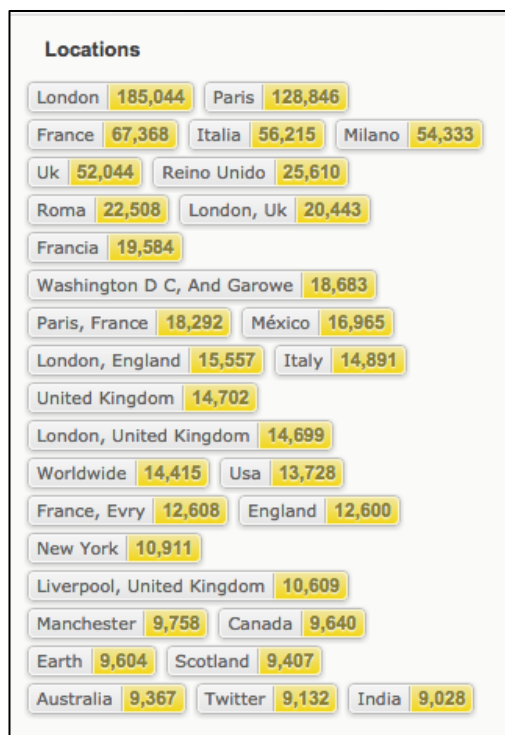 Locations
London 185,044 Paris 128,846
France 67,368 Italia 56,215 Milano 54,333
Uk 52,044 Reino Unido 25,610
Roma 22,508 London, Uk 20,443
Francia 19,584
Washington D C, And Garowe 18,683
Paris, France 18,292 México 16,965
London, England 15,557 Italy 14,891
United Kingdom 14,702
London, United Kingdom 14,699
Worldwide 14,415 Usa 13,728
France, Evry 12,608 England 12,600
New York 10,911
Liverpool, United Kingdom 10,609
Manchester 9,758 Canada 9,640
Earth 9,604 Scotland 9,407
Australia 9,367 Twitter 9,132 India 9,028